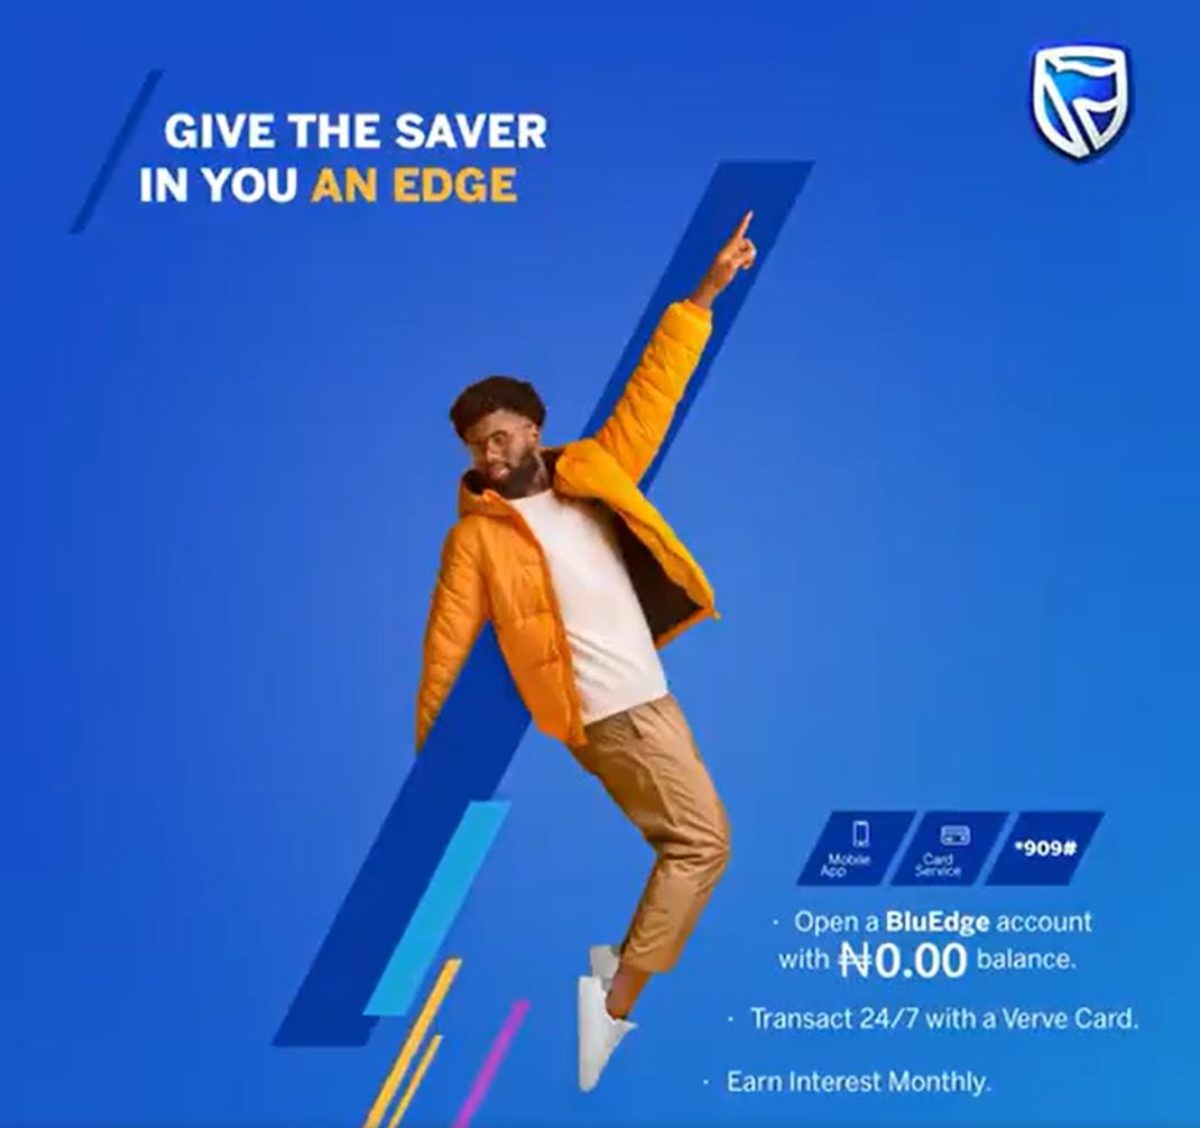 GIVE THE SAVER
IN YOU AN EDGE
Mobile
App
Card
Service
*909#
· Open a BluEdge account
with ₦0.00 balance.
· Transact 24/7 with a Verve Card.
· Earn Interest Monthly.